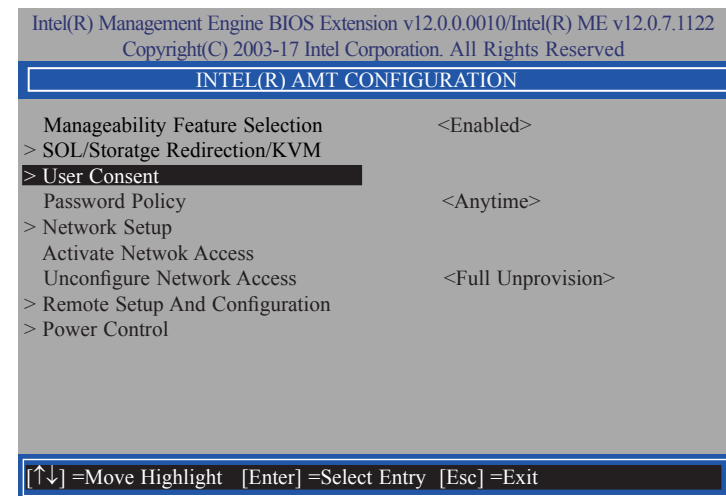 Intel(R) Management Engine BIOS Extension v12.0.0.0010/Intel(R) ME v12.0.7.1122
Copyright(C) 2003-17 Intel Corporation. All Rights Reserved
INTEL(R) AMT CONFIGURATION
Manageability Feature Selection <Enabled>
> SOL/Storatge Redirection/KVM
> User Consent
Password Policy <Anytime>
> Network Setup
Activate Netwok Access
Unconfigure Network Access <Full Unprovision>
> Remote Setup And Configuration
> Power Control
[↑↓] =Move Highlight [Enter] =Select Entry [Esc] =Exit